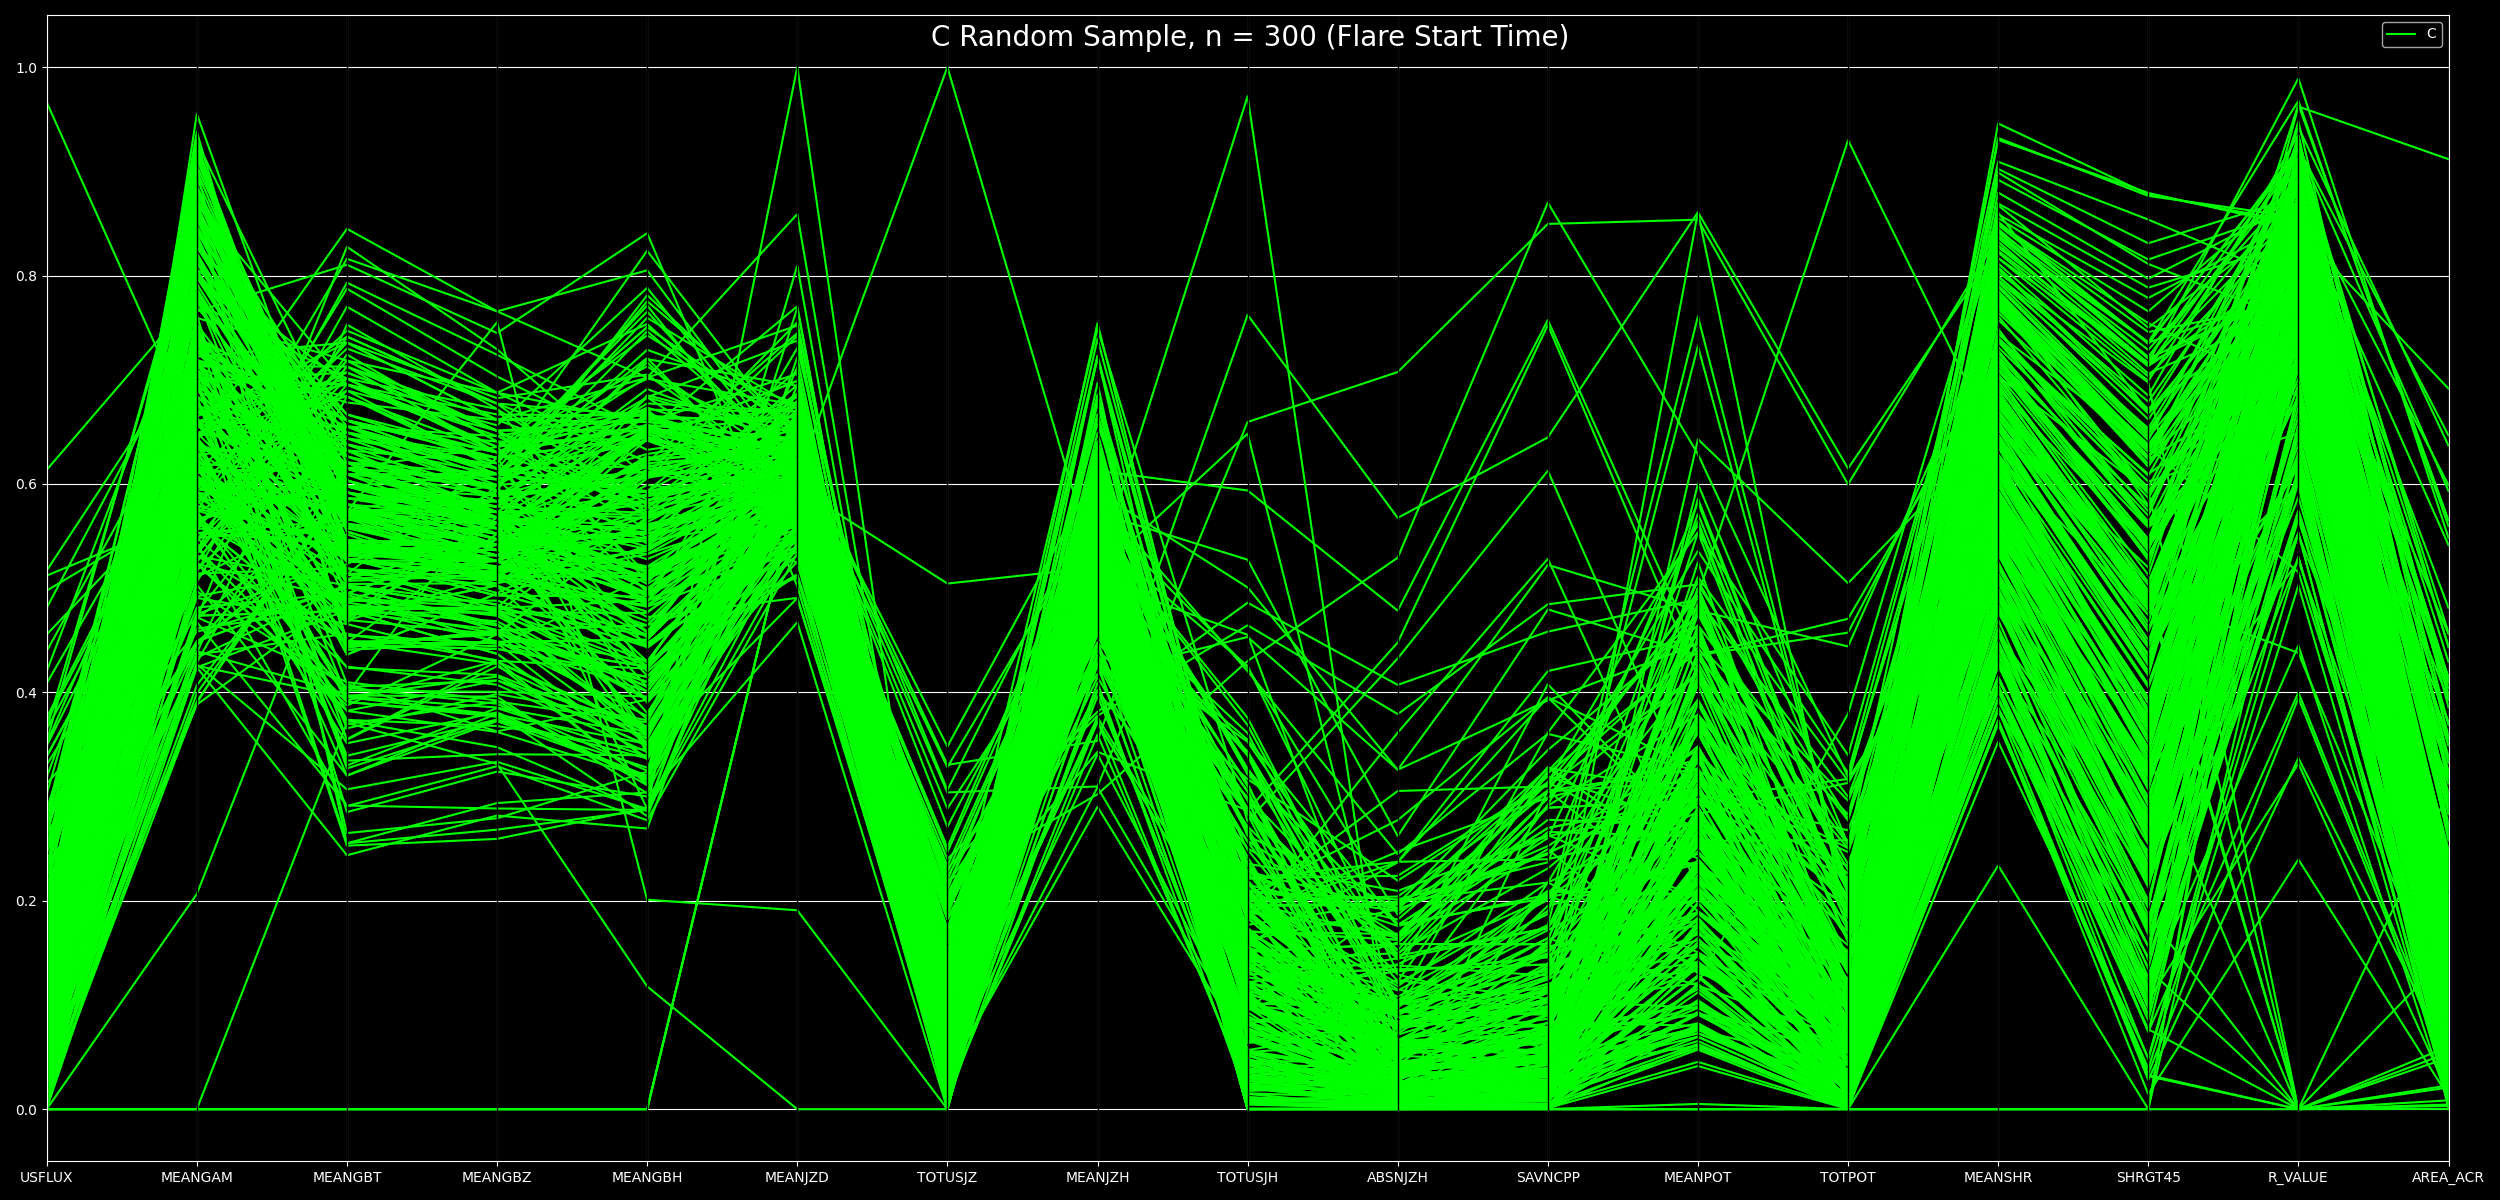 C Random Sample, n = 300 (Flare Start Time)
C
1.0
0.8
0.6
0.4
0.2
0.0
USFLUX MEANGAM MEANGBT MEANGBZ MEANGBH MEANJZD TOTUSJZ MEANJZH TOTUSJH ABSNJZH SAVNCPP MEANPOT TOTPOT MEANSHR SHRGT45 R_VALUE AREA_ACR